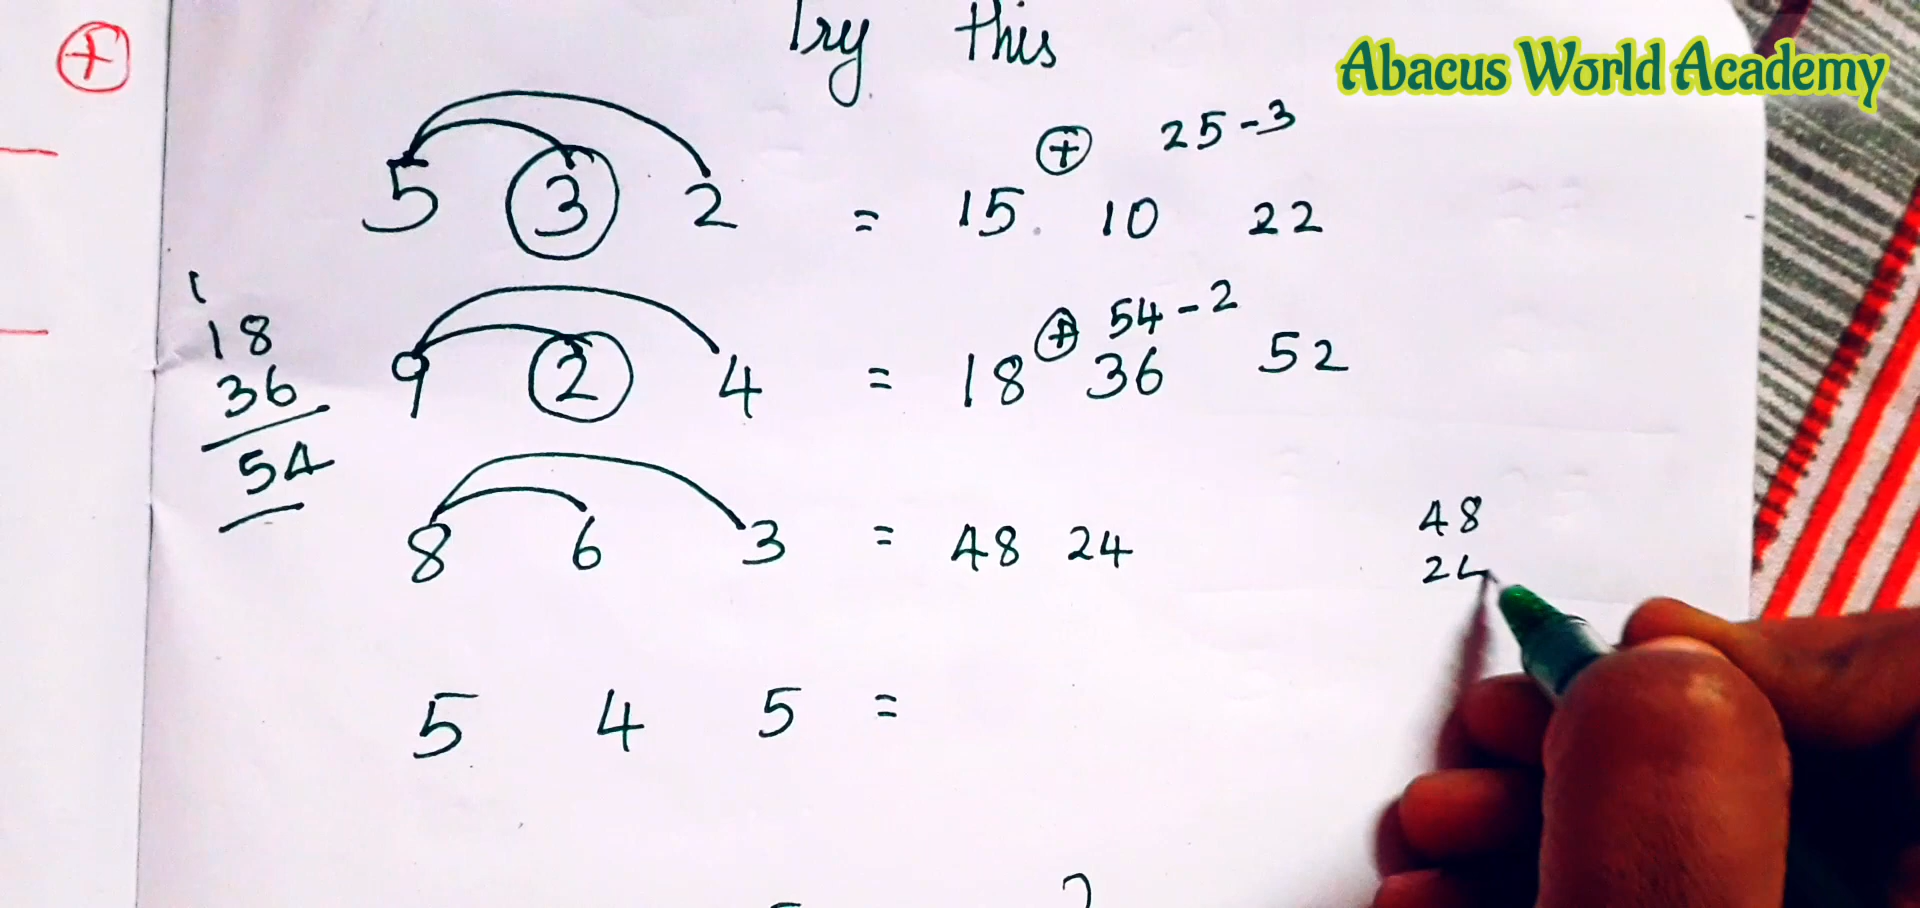 Try this
Abacus World Academy
+
+ 25-3
5 3 2 = 15 10 22
1
18
36
54
+ 54-2
9 2 4 = 18 36 52
8 6 3 = 48 24
48
24
5 4 5 =